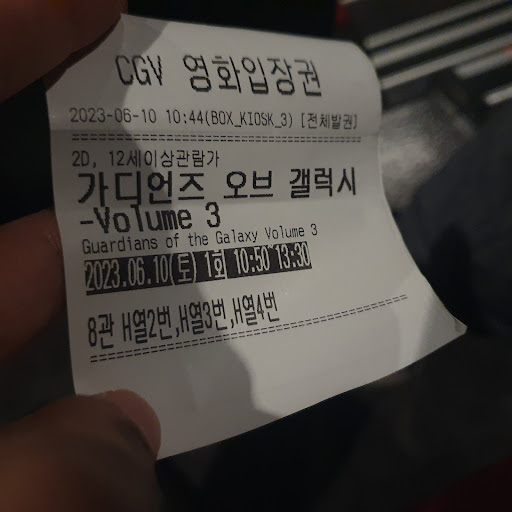 CGV 영화입장권
2023-06-10 10:44(BOX_KIOSK_3) [전체발권]
2D, 12세이상관람가
가디언즈 오브 갤럭시
-Volume 3
Guardians of the Galaxy Volume 3
2023.06.10(토) 1회 10:50~13:30
8관 H열2번,H열3번,H열4번